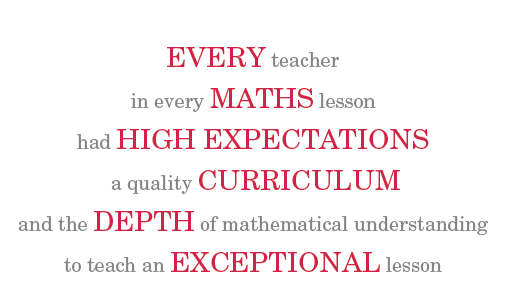 EVERY teacher
in every MATHS lesson
had HIGH EXPECTATIONS
a quality CURRICULUM
and the DEPTH of mathematical understanding
to teach an EXCEPTIONAL lesson